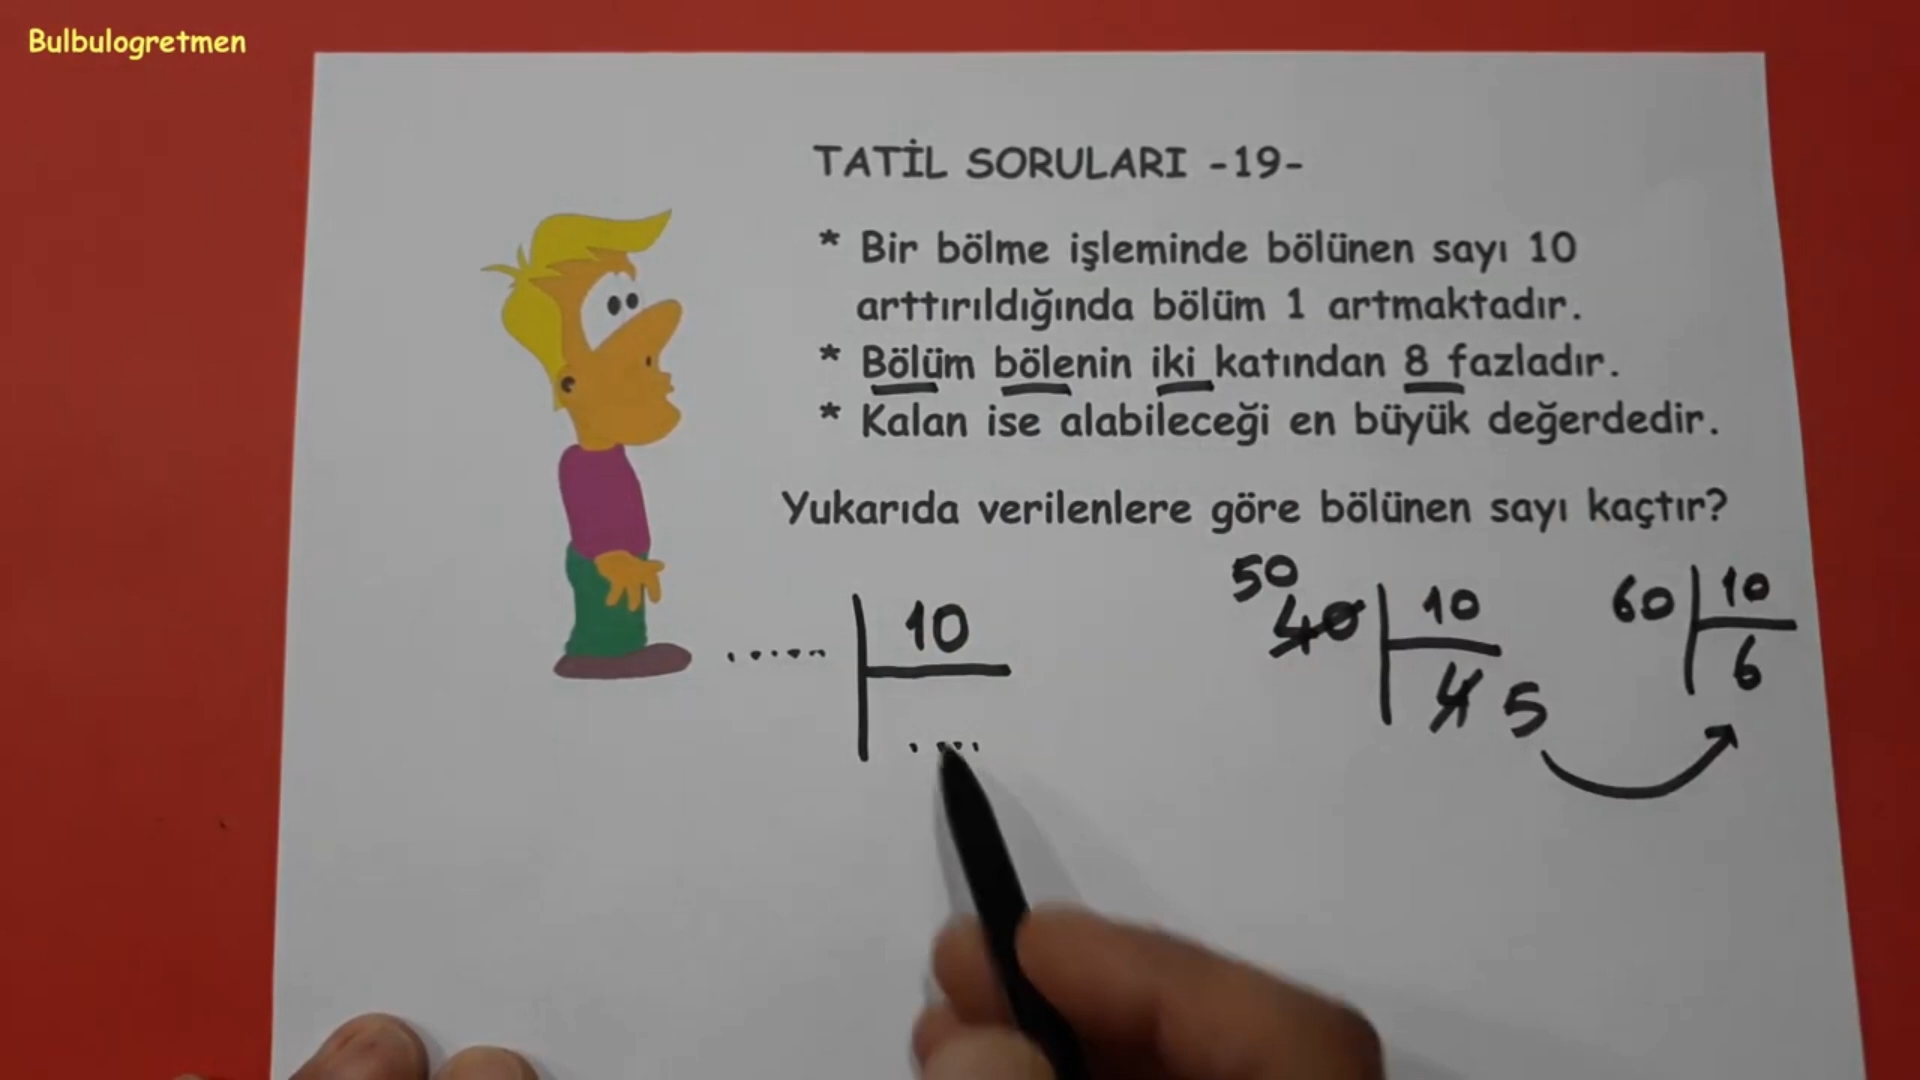 Bulbulogretmen
TATİL SORULARI -19-
* Bir bölme işleminde bölünen sayı 10
arttırıldığında bölüm 1 artmaktadır.
* Bölüm bölenin iki katından 8 fazladır.
* Kalan ise alabileceği en büyük değerdedir.
Yukarıda verilenlere göre bölünen sayı kaçtır?
..... 10
....
50
40 10
4 5
60 10
6